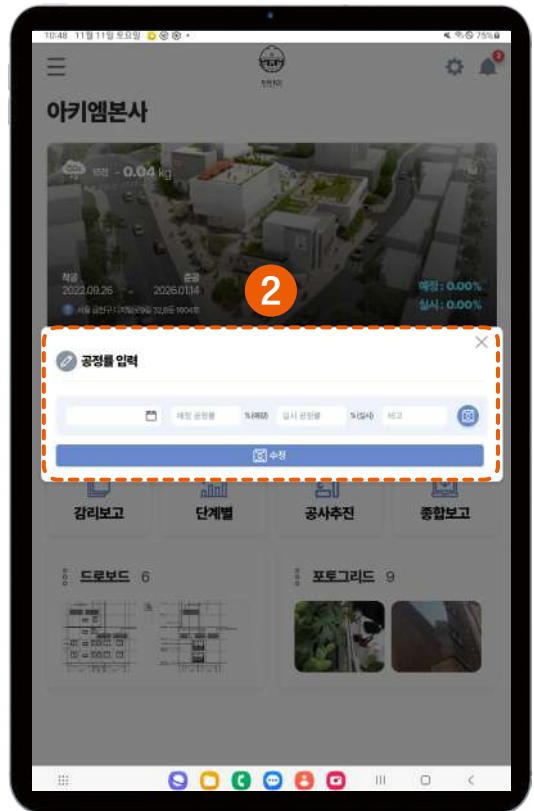 10:48 11월 11일 토요일
75%
2
아키엠본사
CO2
- 0.04 kg
착공
준공
2022.09.26 ~ 2026.01.14
예정 : 0.00%
실시 : 0.00%
2
공정률 입력
예정 공정률 %(예정) 실시 공정률 %(실시) 비고
수정
감리보고 단계별 공사추진 종합보고
드로보드 6 포토그리드 9